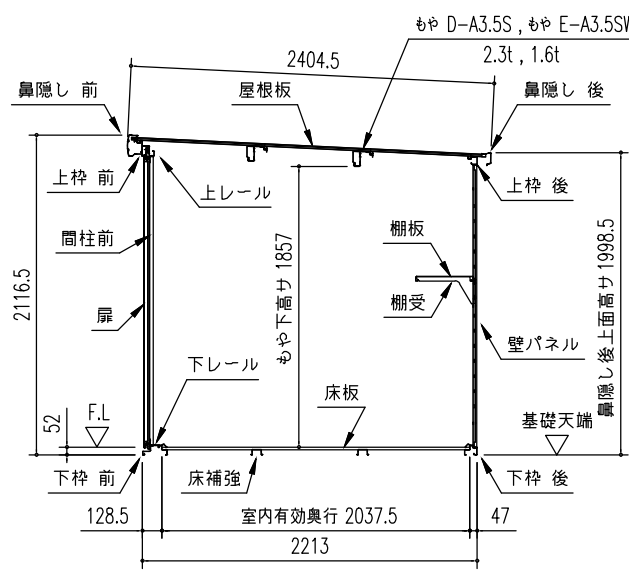 もや D-A3.5S , もや E-A3.5SW
2.3t , 1.6t
2404.5
鼻隠し 前
屋根板
鼻隠し 後
上枠 前
上レール
上枠 後
間柱前
棚板
棚受
扉
もや下高サ 1857
壁パネル
2116.5
鼻隠し後上面高サ 1998.5
下レール
床板
F.L
52
基礎天端
下枠 前
床補強
下枠 後
128.5
室内有効奥行 2037.5
47
2213